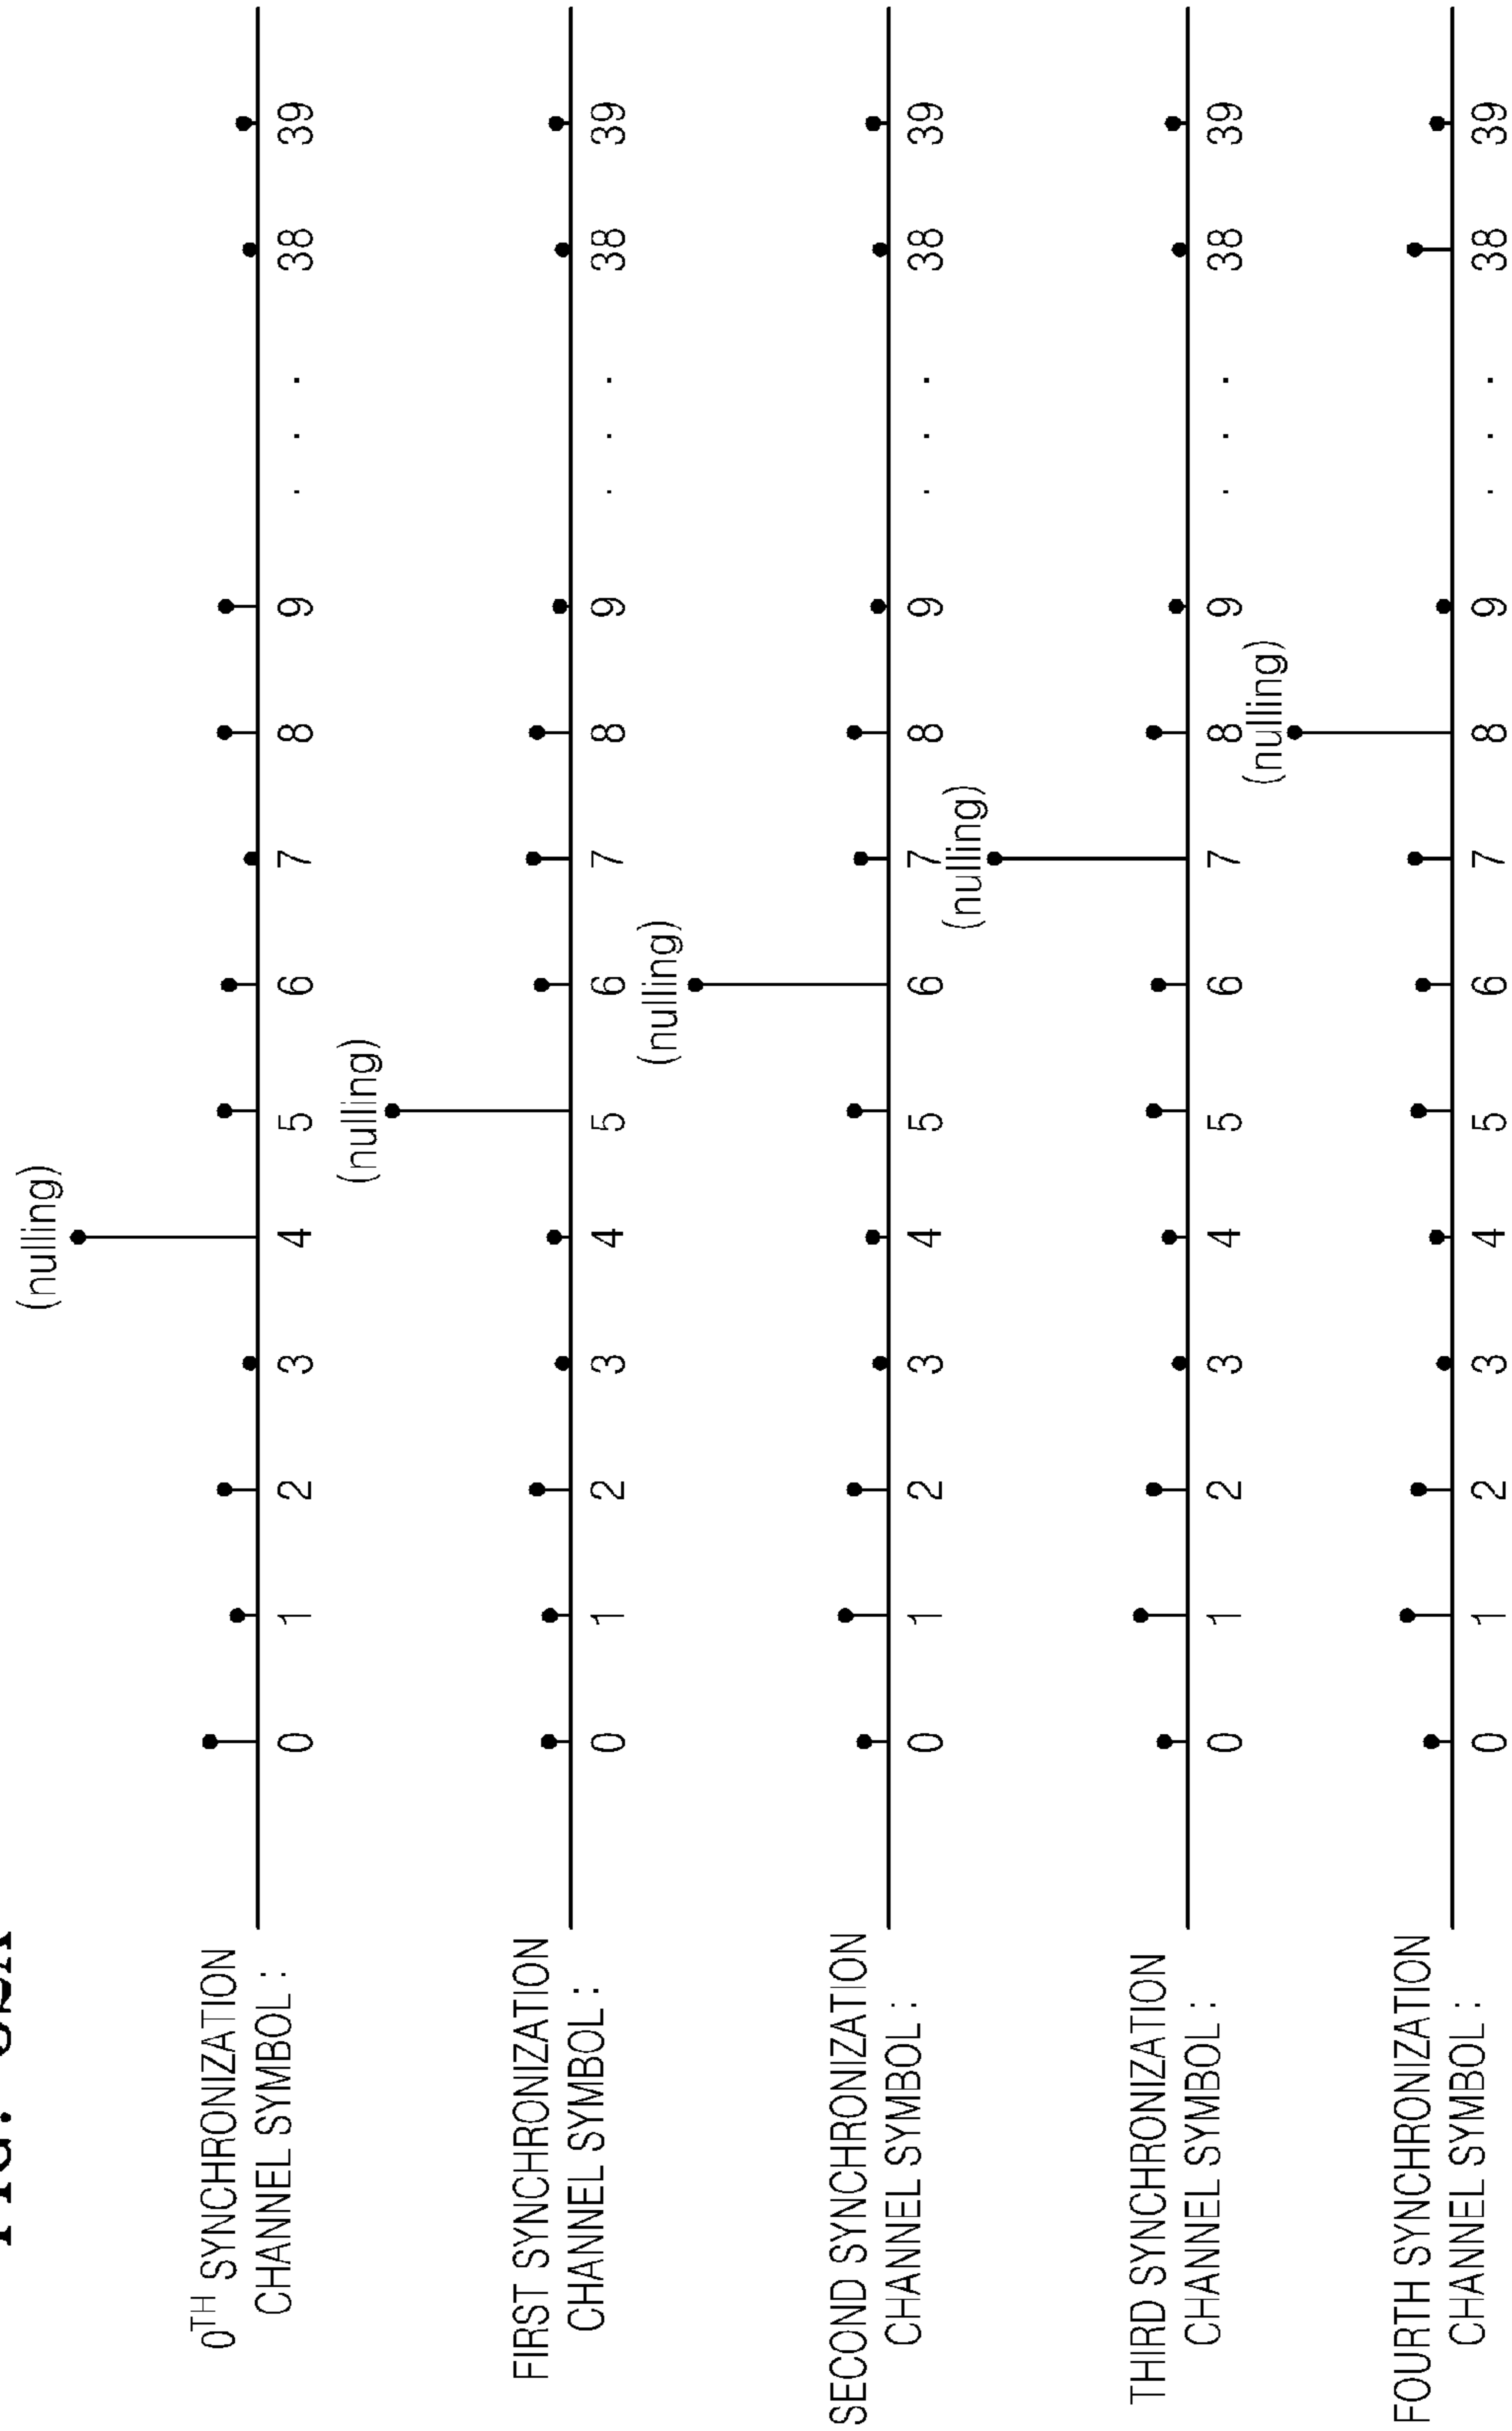 (nulling)
0TH SYNCHRONIZATION
CHANNEL SYMBOL :
0 1 2 3 4 5 6 7 8 9 . . . 38 39
(nulling)
FIRST SYNCHRONIZATION
CHANNEL SYMBOL :
0 1 2 3 4 5 6 7 8 9 . . . 38 39
(nulling)
SECOND SYNCHRONIZATION
CHANNEL SYMBOL :
0 1 2 3 4 5 6 7 8 9 . . . 38 39
(nulling)
THIRD SYNCHRONIZATION
CHANNEL SYMBOL :
0 1 2 3 4 5 6 7 8 9 . . . 38 39
(nulling)
FOURTH SYNCHRONIZATION
CHANNEL SYMBOL :
0 1 2 3 4 5 6 7 8 9 . . . 38 39